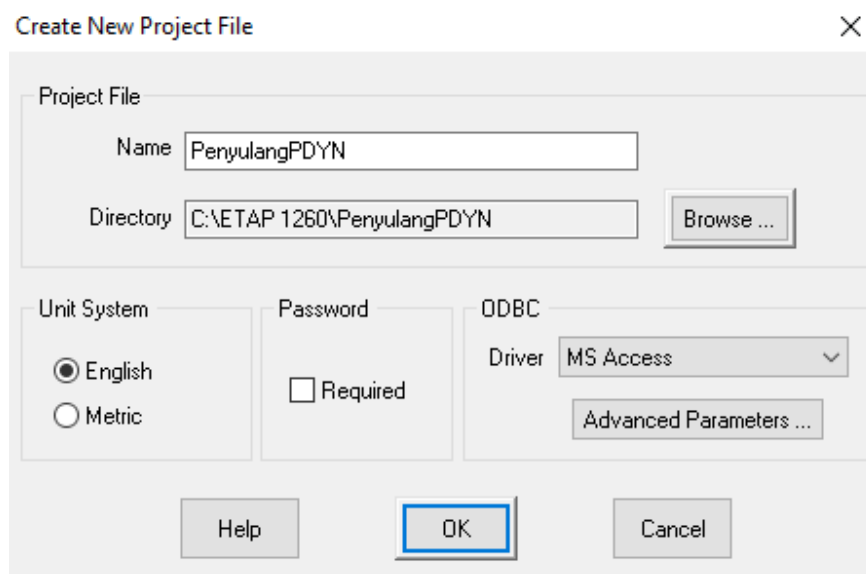 Create New Project File
Project File
Name PenyulangPDYN
Directory C:\ETAP 1260\PenyulangPDYN Browse ...
Unit System Password ODBC
English Required Driver MS Access
Metric Advanced Parameters ...
Help OK Cancel